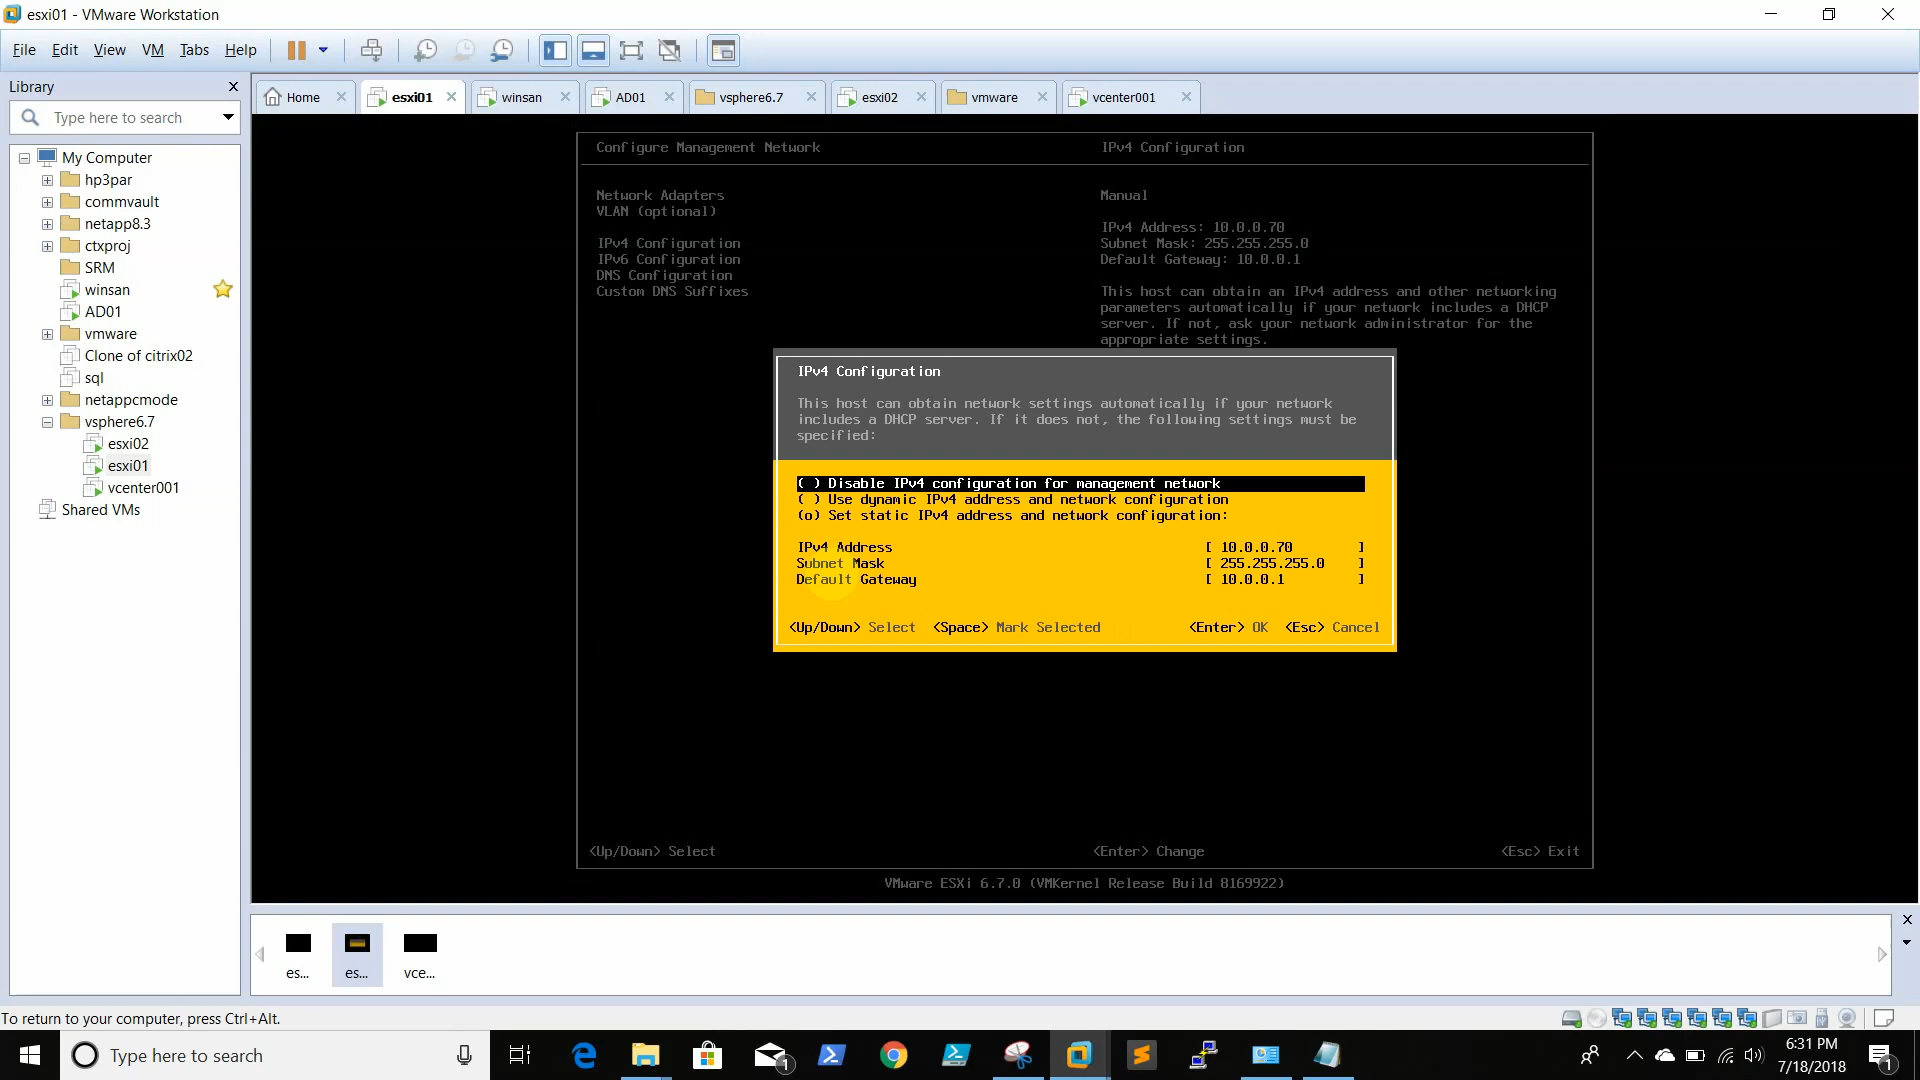 esxi01 - VMware Workstation
File Edit View VM Tabs Help
Library
Type here to search
My Computer
hp3par
commvault
netapp8.3
ctxproj
SRM
winsan
AD01
vmware
Clone of citrix02
sql
netappcmode
vsphere6.7
esxi02
esxi01
vcenter001
Shared VMs
Home esxi01 winsan AD01 vsphere6.7 esxi02 vmware vcenter001
Configure Management Network IPv4 Configuration
Network Adapters
VLAN (optional)
IPv4 Configuration
IPv6 Configuration
DNS Configuration
Custom DNS Suffixes
Manual
IPv4 Address: 10.0.0.70
Subnet Mask: 255.255.255.0
Default Gateway: 10.0.0.1
This host can obtain an IPv4 address and other networking
parameters automatically if your network includes a DHCP
server. If not, ask your network administrator for the
appropriate settings.
IPv4 Configuration
This host can obtain network settings automatically if your network
includes a DHCP server. If it does not, the following settings must be
specified:
( ) Disable IPv4 configuration for management network
( ) Use dynamic IPv4 address and network configuration
(o) Set static IPv4 address and network configuration:
IPv4 Address [ 10.0.0.70 ]
Subnet Mask [ 255.255.255.0 ]
Default Gateway [ 10.0.0.1 ]
<Up/Down> Select <Space> Mark Selected <Enter> OK <Esc> Cancel
<Up/Down> Select <Enter> Change <Esc> Exit
VMware ESXi 6.7.0 (VMKernel Release Build 8169922)
es... es... vce...
To return to your computer, press Ctrl+Alt.
Type here to search
1
6:31 PM
7/18/2018
1